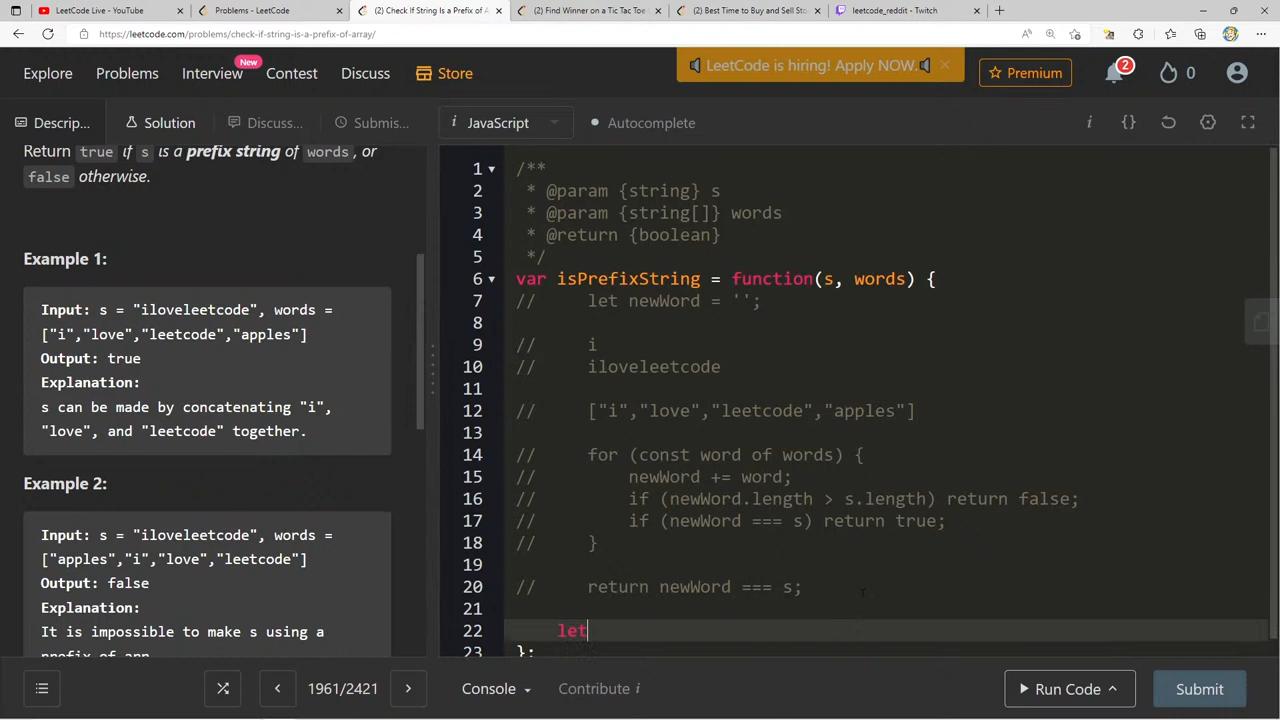 LeetCode Live - YouTube
Problems - LeetCode
(2) Check If String Is a Prefix of A
(2) Find Winner on a Tic Tac Toe
(2) Best Time to Buy and Sell Sto
leetcode_reddit - Twitch
https://leetcode.com/problems/check-if-string-is-a-prefix-of-array/
LeetCode is hiring! Apply NOW.
Explore
Problems
Interview
New
Contest
Discuss
Store
Premium
2
0
Descrip...
Solution
Discuss...
Submis...
i
JavaScript
Autocomplete
i
{}
Return true if s is a prefix string of words, or
false otherwise.
Example 1:
Input: s = "iloveleetcode", words =
["i","love","leetcode","apples"]
Output: true
Explanation:
s can be made by concatenating "i",
"love", and "leetcode" together.
Example 2:
Input: s = "iloveleetcode", words =
["apples","i","love","leetcode"]
Output: false
Explanation:
It is impossible to make s using a
prefix of arr
1 /**
2 * @param {string} s
3 * @param {string[]} words
4 * @return {boolean}
5 */
6 var isPrefixString = function(s, words) {
7 // let newWord = '';
8
9 // i
10 // iloveleetcode
11
12 // ["i","love","leetcode","apples"]
13
14 // for (const word of words) {
15 // newWord += word;
16 // if (newWord.length > s.length) return false;
17 // if (newWord === s) return true;
18 // }
19
20 // return newWord === s;
21
22 let
23 };
1961/2421
Console
Contribute i
Run Code
Submit